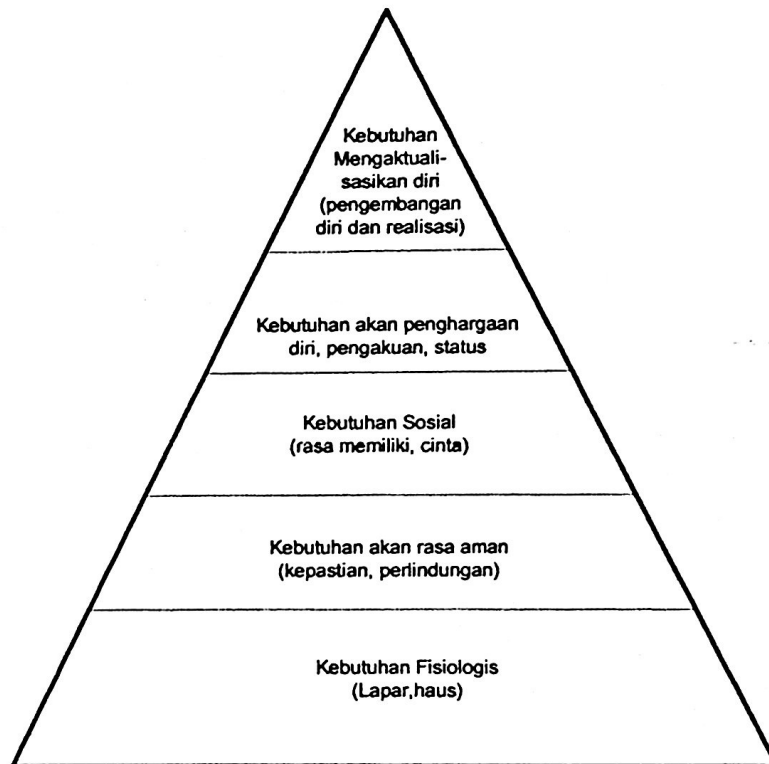 Kebutuhan
Mengaktuali-
sasikan diri
(pengembangan
diri dan realisasi)
Kebutuhan akan penghargaan
diri, pengakuan, status
Kebutuhan Sosial
(rasa memiliki, cinta)
Kebutuhan akan rasa aman
(kepastian, perlindungan)
Kebutuhan Fisiologis
(Lapar,haus)